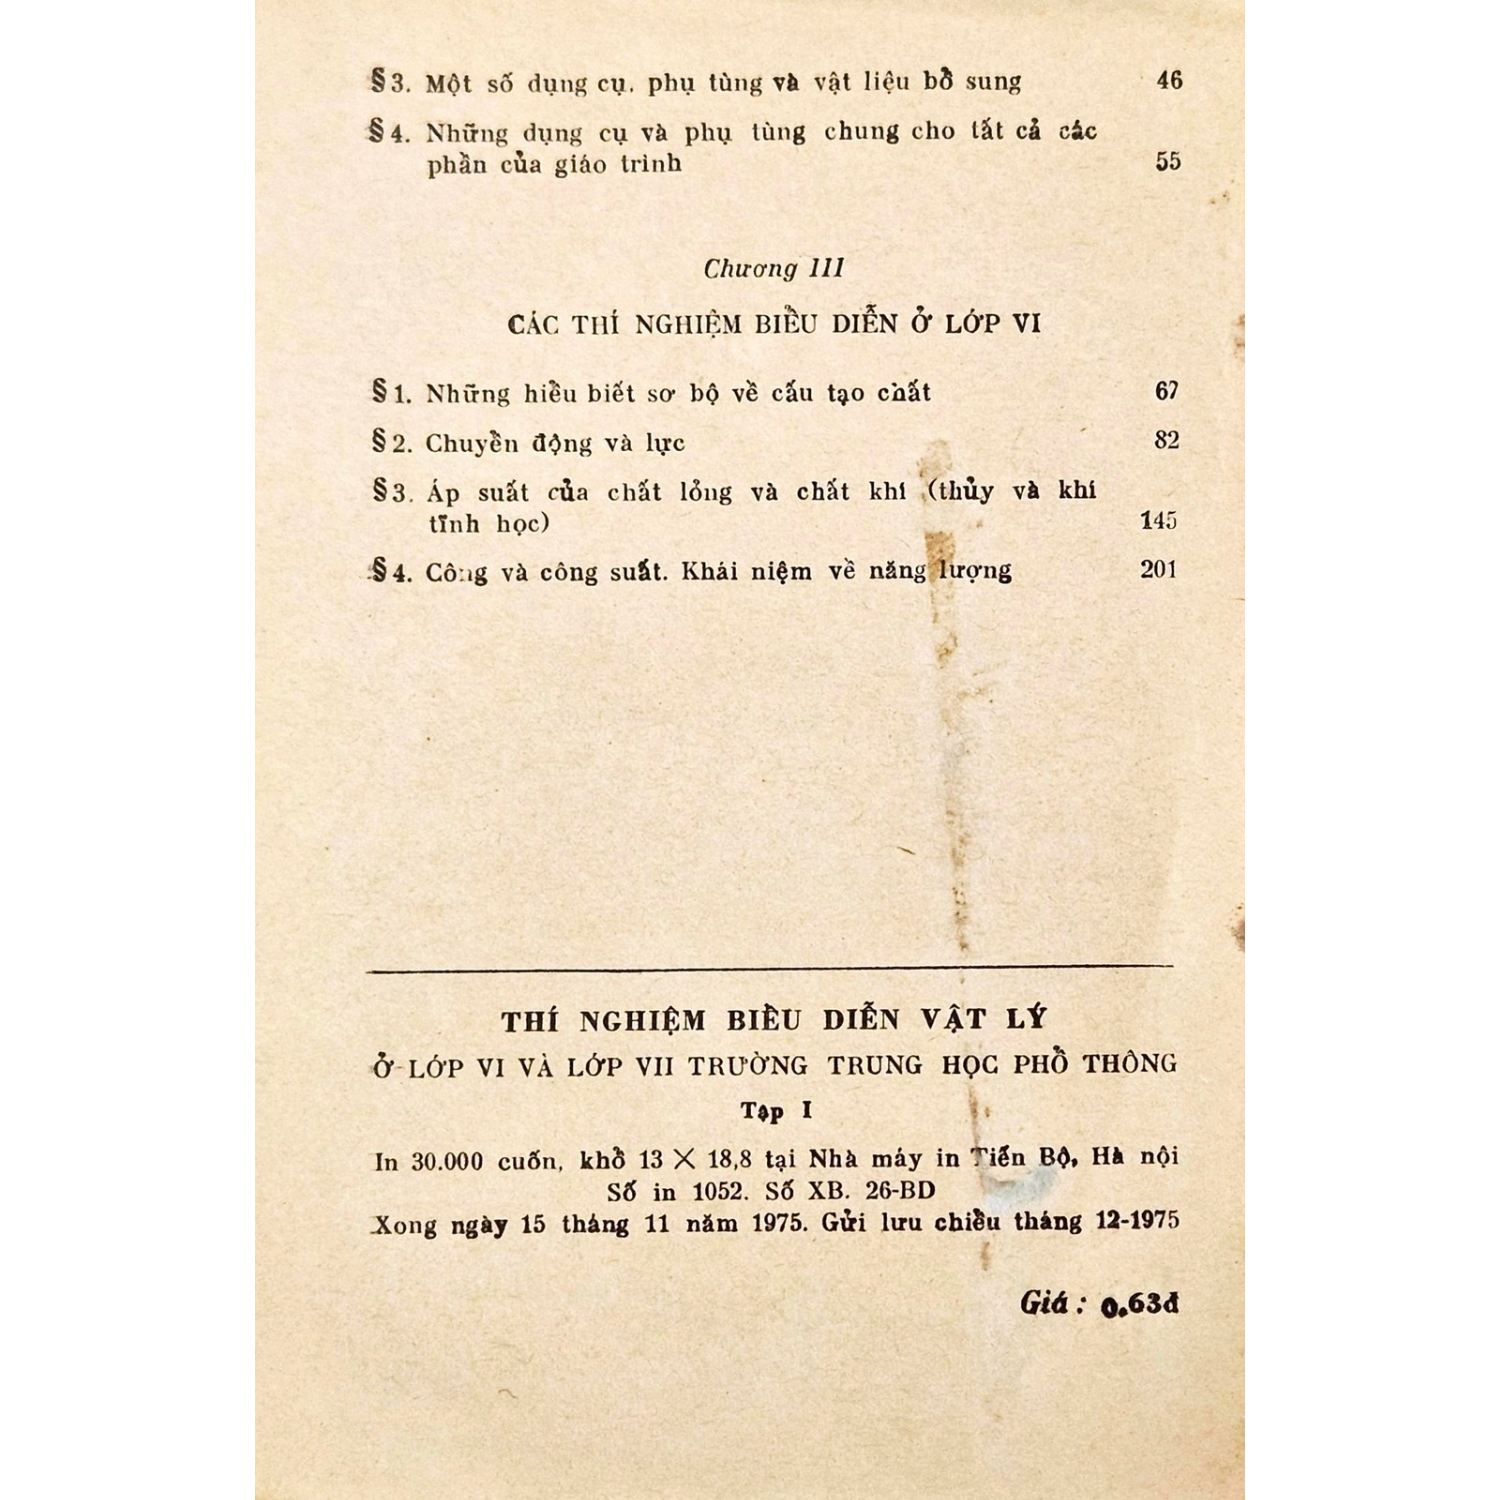 §3. Một số dụng cụ, phụ tùng và vật liệu bổ sung 46
§4. Những dụng cụ và phụ tùng chung cho tất cả các
phần của giáo trình 55
Chương III
CÁC THÍ NGHIỆM BIỂU DIỄN Ở LỚP VI
§1. Những hiểu biết sơ bộ về cấu tạo chất 67
§2. Chuyển động và lực 82
§3. Áp suất của chất lỏng và chất khí (thủy và khí
tĩnh học) 145
§4. Công và công suất. Khái niệm về năng lượng 201
THÍ NGHIỆM BIỂU DIỄN VẬT LÝ
Ở LỚP VI VÀ LỚP VII TRƯỜNG TRUNG HỌC PHỔ THÔNG
Tập I
In 30.000 cuốn, khổ 13 × 18,8 tại Nhà máy in Tiến Bộ, Hà nội
Số in 1052. Số XB. 26-BD
Xong ngày 15 tháng 11 năm 1975. Gửi lưu chiểu tháng 12-1975
Giá : 0.63đ